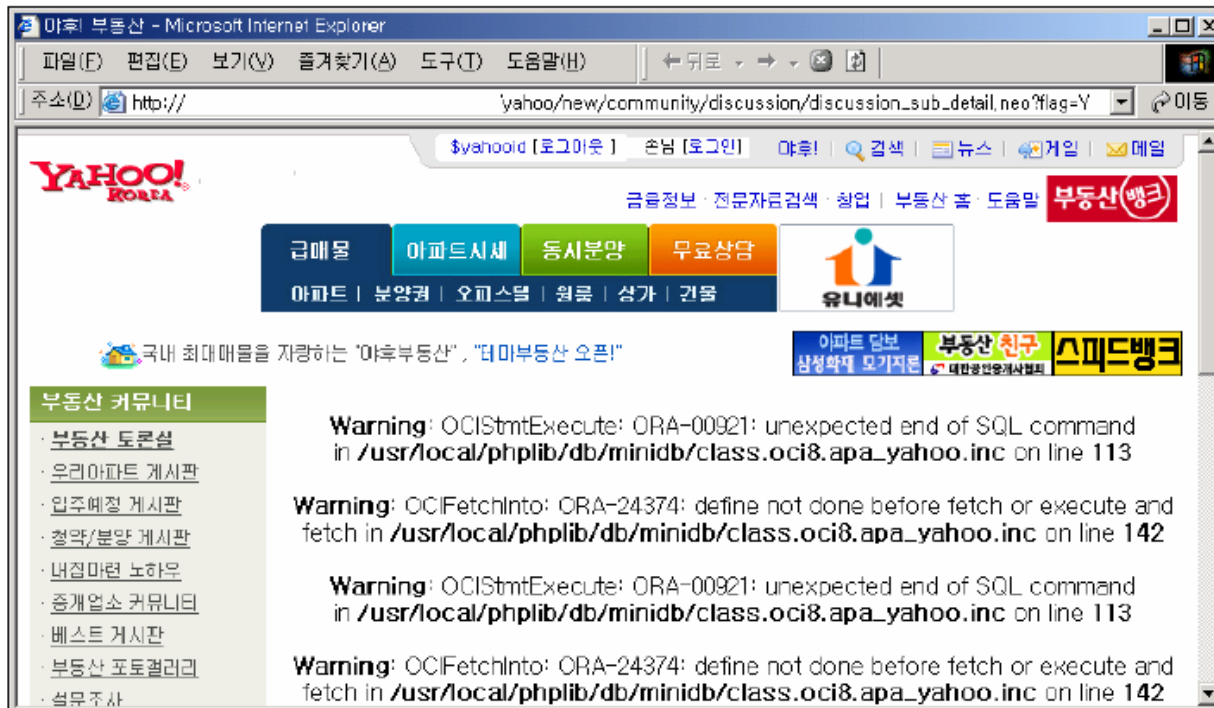 야후! 부동산 - Microsoft Internet Explorer
파일(F) 편집(E) 보기(V) 즐겨찾기(A) 도구(T) 도움말(H) 뒤로
주소(D) http:// yahoo/new/community/discussion/discussion_sub_detail.neo?flag=Y 이동
$yahooid [로그아웃 ] 손님 [로그인] 야후! | 검색 | 뉴스 | 게임 | 메일
YAHOO!
KOREA
금융정보 · 전문자료검색 · 창업 | 부동산 홈 · 도움말 부동산 뱅크
급매물 아파트시세 동시분양 무료상담
아파트 | 분양권 | 오피스텔 | 원룸 | 상가 | 건물
유니에셋
국내 최대매물을 자랑하는 "야후부동산" , "테마부동산 오픈!"
아파트 담보
삼성화재 모기지론
부동산 친구
대한공인중개사협회
스피드뱅크
부동산 커뮤니티
· 부동산 토론실
· 우리아파트 게시판
· 입주예정 게시판
· 청약/분양 게시판
· 내집마련 노하우
· 중개업소 커뮤니티
· 베스트 게시판
· 부동산 포토갤러리
· 설문조사
Warning: OCIStmtExecute: ORA-00921: unexpected end of SQL command
in /usr/local/phplib/db/minidb/class.oci8.apa_yahoo.inc on line 113
Warning: OCIFetchInto: ORA-24374: define not done before fetch or execute and
fetch in /usr/local/phplib/db/minidb/class.oci8.apa_yahoo.inc on line 142
Warning: OCIStmtExecute: ORA-00921: unexpected end of SQL command
in /usr/local/phplib/db/minidb/class.oci8.apa_yahoo.inc on line 113
Warning: OCIFetchInto: ORA-24374: define not done before fetch or execute and
fetch in /usr/local/phplib/db/minidb/class.oci8.apa_yahoo.inc on line 142